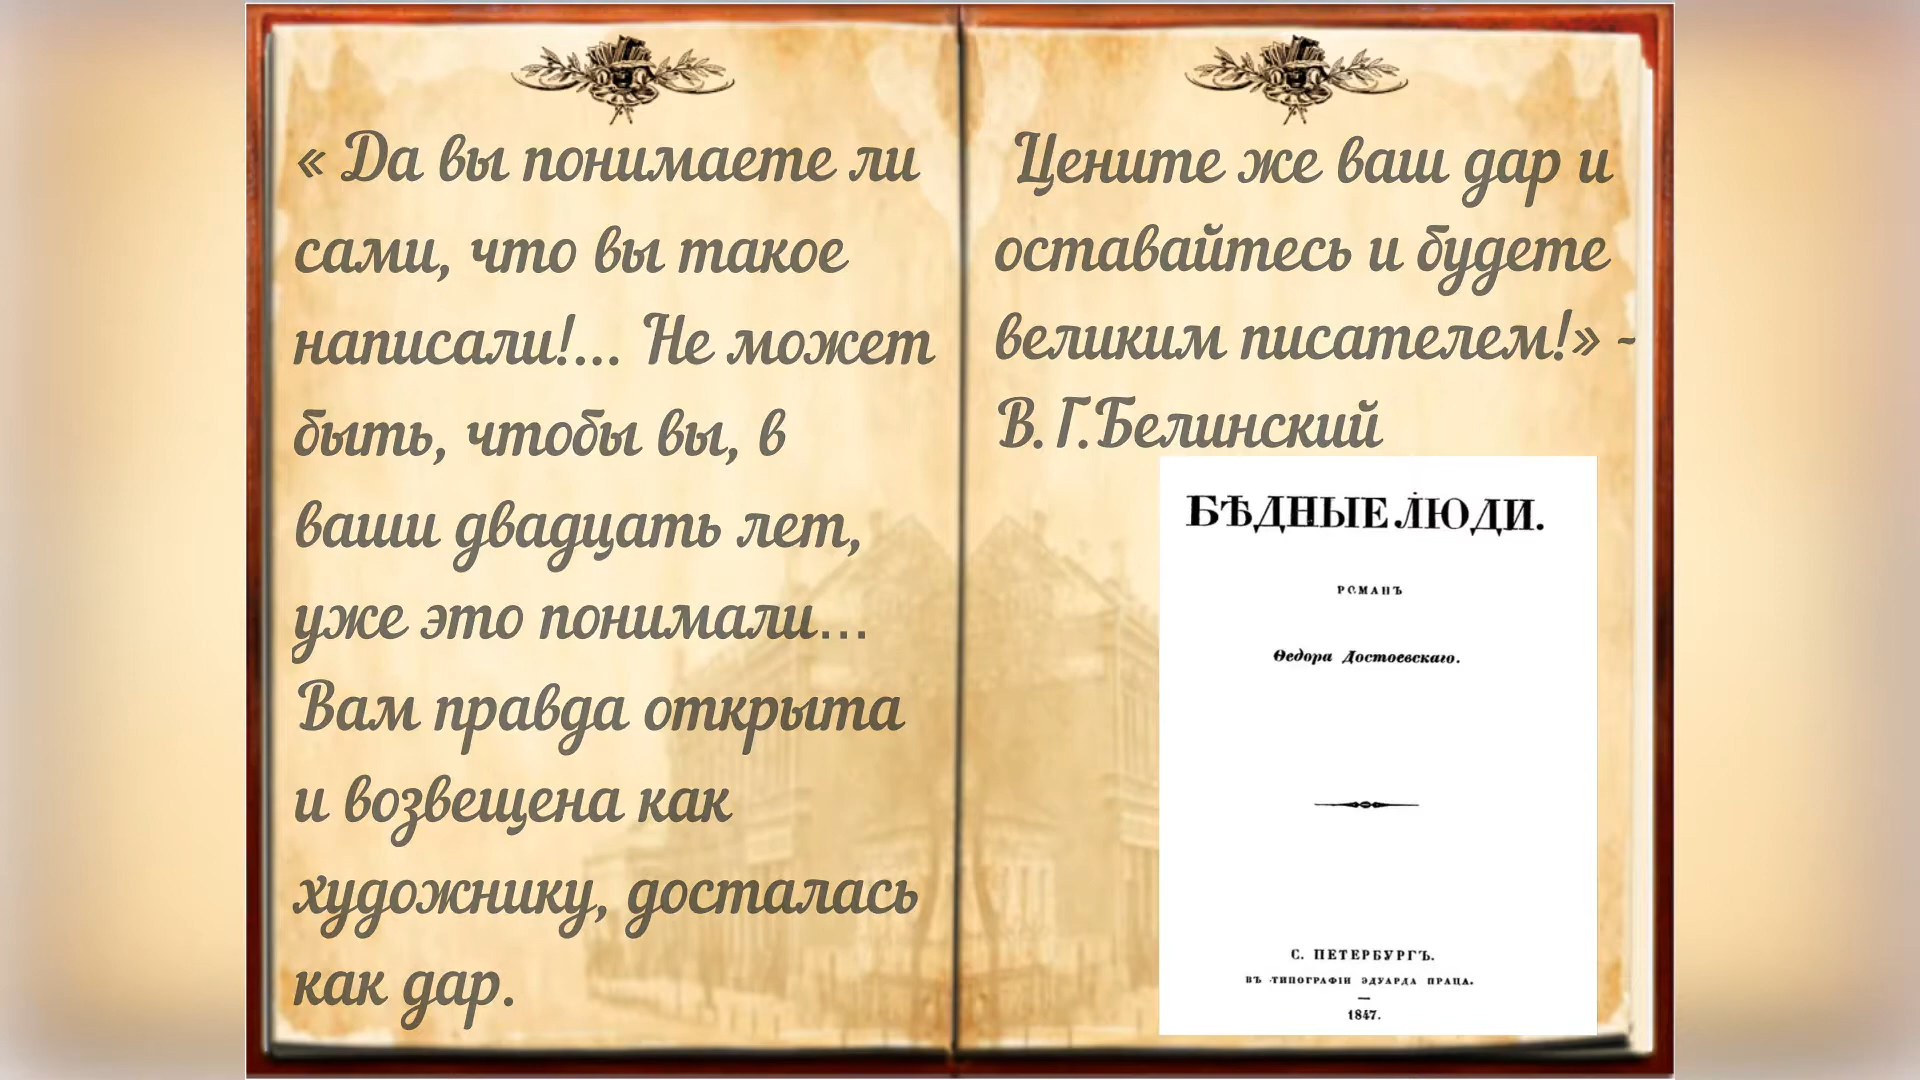 « Да вы понимаете ли
сами, что вы такое
написали!... Не может
быть, чтобы вы, в
ваши двадцать лет,
уже это понимали...
Вам правда открыта
и возвещена как
художнику, досталась
как дар.
Цените же ваш дар и
оставайтесь и будете
великим писателем!» -
В. Г.Белинский
БѢДНЫЕ ЛЮДИ.
РОМАНЪ
Ѳедора Достоевскаго.
С. ПЕТЕРБУРГЪ.
ВЪ ТИПОГРАФІИ ЭДУАРДА ПРАЦА.
1847.